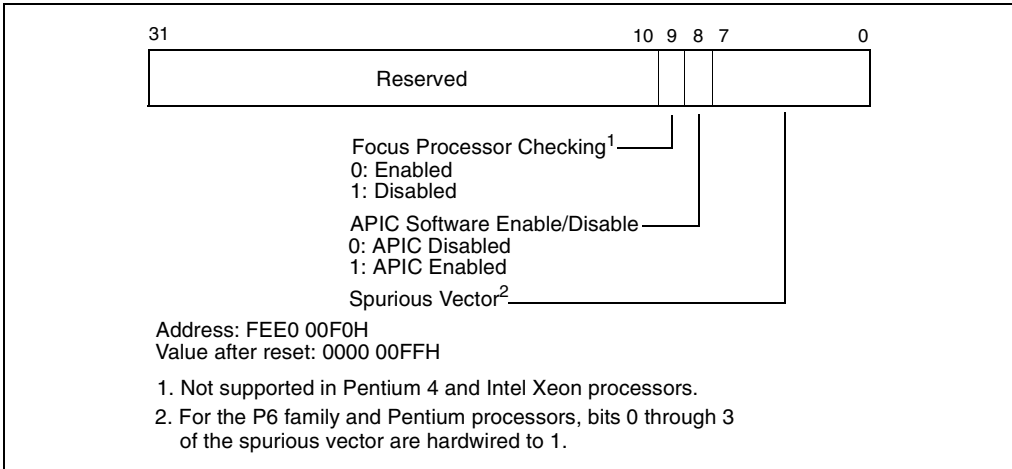 31 10 9 8 7 0
Reserved
Focus Processor Checking1
0: Enabled
1: Disabled
APIC Software Enable/Disable
0: APIC Disabled
1: APIC Enabled
Spurious Vector2
Address: FEE0 00F0H
Value after reset: 0000 00FFH
1. Not supported in Pentium 4 and Intel Xeon processors.
2. For the P6 family and Pentium processors, bits 0 through 3
of the spurious vector are hardwired to 1.